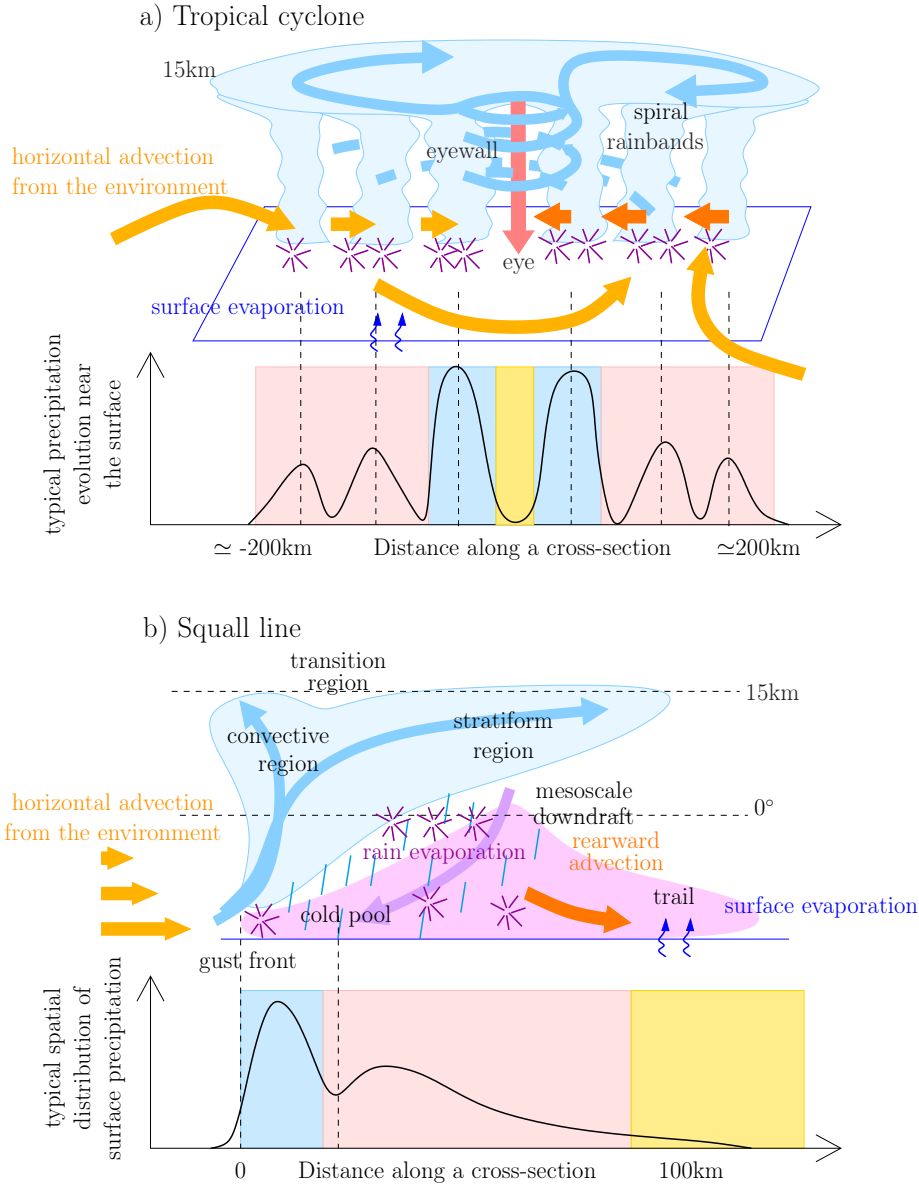 a) Tropical cyclone
15km
spiral
rainbands
eyewall
horizontal advection
from the environment
eye
surface evaporation
typical precipitation
evolution near
the surface
≃ -200km
Distance along a cross-section
≃200km
b) Squall line
transition
region
15km
convective
region
stratiform
region
horizontal advection
from the environment
mesoscale
downdraft
0°
rearward
advection
rain evaporation
cold pool
trail
surface evaporation
gust front
typical spatial
distribution of
surface precipitation
0
Distance along a cross-section
100km